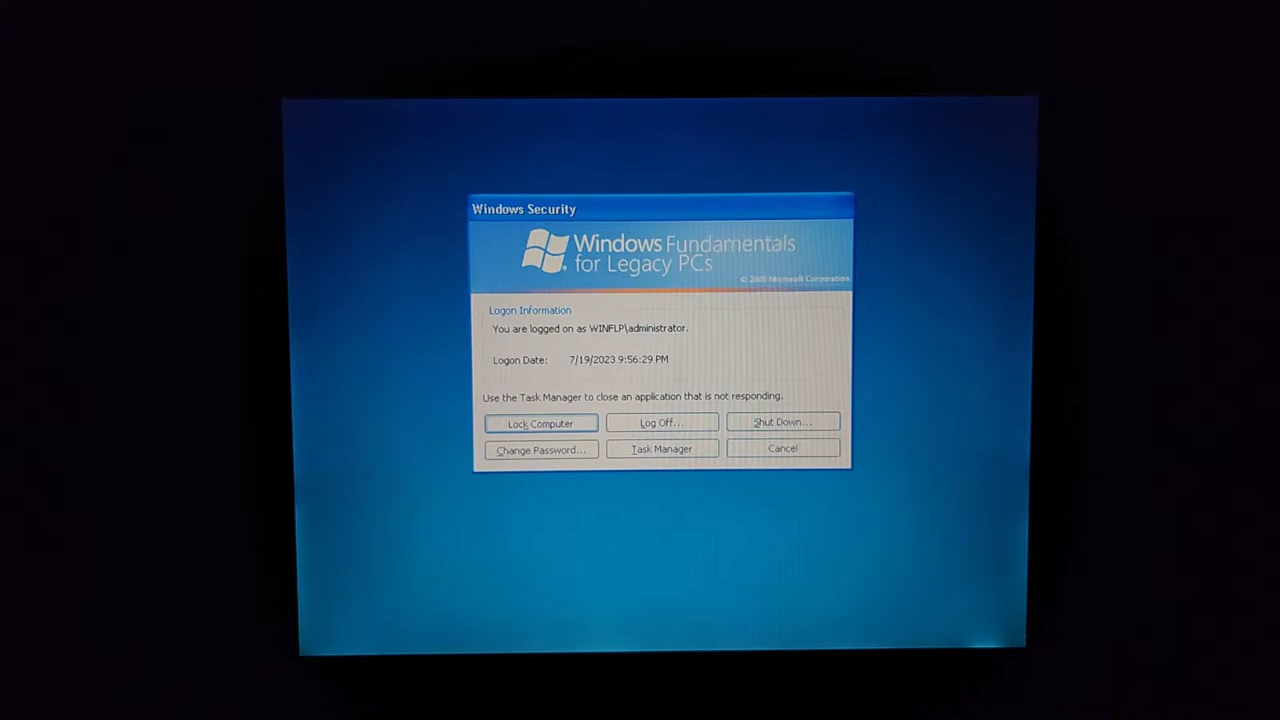 Windows Security
Windows Fundamentals
for Legacy PCs
© 2005 Microsoft Corporation
Logon Information
You are logged on as WINFLP\administrator.
Logon Date: 7/19/2023 9:56:29 PM
Use the Task Manager to close an application that is not responding.
Lock Computer Log Off... Shut Down...
Change Password... Task Manager Cancel